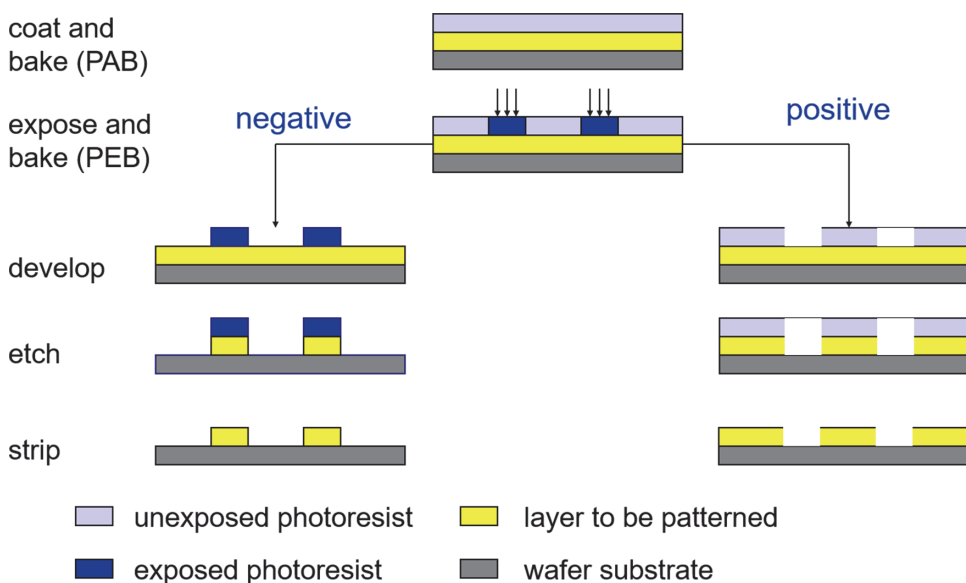 coat and
bake (PAB)
expose and
bake (PEB)
negative
positive
develop
etch
strip
unexposed photoresist
layer to be patterned
exposed photoresist
wafer substrate